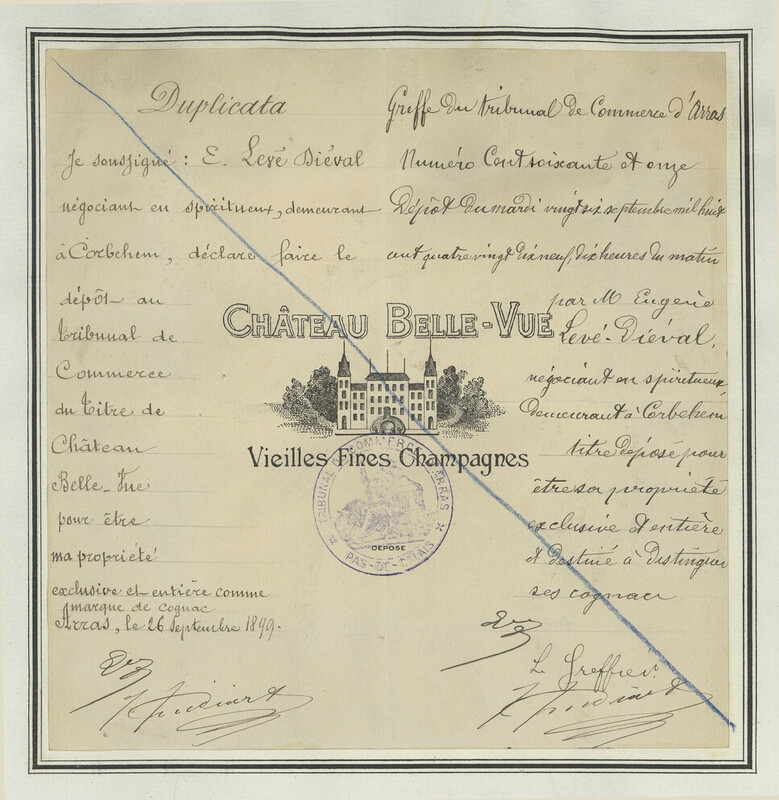 Duplicata
Je soussigné : E. Levé Diéval
négociant en spiritueux, demeurant
à Corbehem, déclare faire le
dépôt au
tribunal de
Commerce
du titre de
Château
Belle-Vue
pour être
ma propriété
exclusive et entière comme
marque de cognac
Arras, le 26 Septembre 1899.
CHÂTEAU BELLE-VUE
Vieilles Fines Champagnes
TRIBUNAL DE COMMERCE D'ARRAS
DÉPOSÉ
PAS-DE-CALAIS
Greffe du tribunal de Commerce d'Arras
Numéro Cent soixante et onze
Dépôt du mardi vingt six septembre mil huit
cent quatre vingt dix neuf, dix heures du matin
par M Eugène
Levé-Diéval,
négociant en spiritueux
demeurant à Corbehem
titre déposé pour
être sa propriété
exclusive et entière
et destiné à distinguer
ses cognacs
Le Greffier